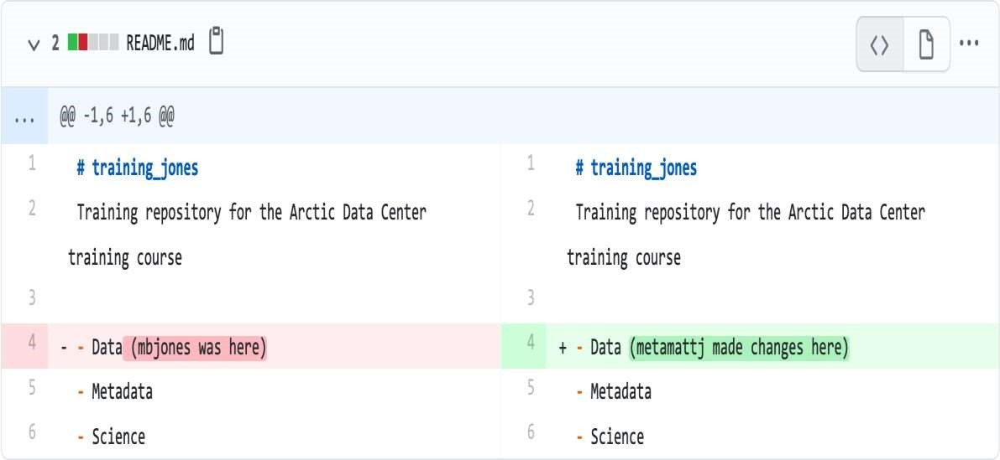 2 README.md
... @@ -1,6 +1,6 @@
1 # training_jones
2 Training repository for the Arctic Data Center
training course
3
4 - - Data (mbjones was here)
5 - Metadata
6 - Science
1 # training_jones
2 Training repository for the Arctic Data Center
training course
3
4 + - Data (metamattj made changes here)
5 - Metadata
6 - Science